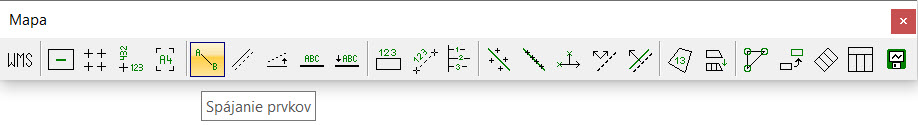 Mapa
WMS 432 123 A4 A B ABC ABC 123 123 1 2 3 13
Spájanie prvkov